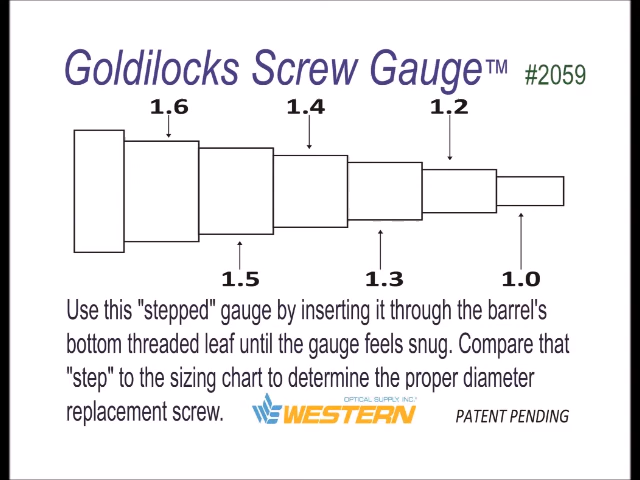 Goldilocks Screw Gauge™ #2059
1.6 1.4 1.2
1.5 1.3 1.0
Use this "stepped" gauge by inserting it through the barrel's
bottom threaded leaf until the gauge feels snug. Compare that
"step" to the sizing chart to determine the proper diameter
replacement screw.
OPTICAL SUPPLY INC.
WESTERN
PATENT PENDING